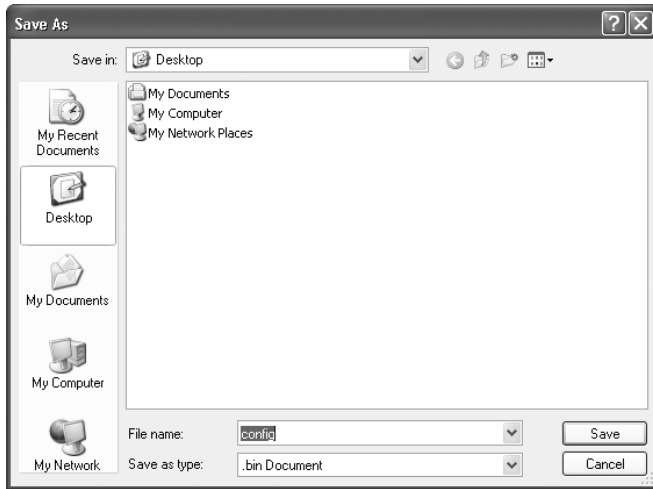 Save As
Save in:
Desktop
My Recent
Documents
Desktop
My Documents
My Computer
My Network
My Documents
My Computer
My Network Places
File name:
config
Save
Save as type:
.bin Document
Cancel